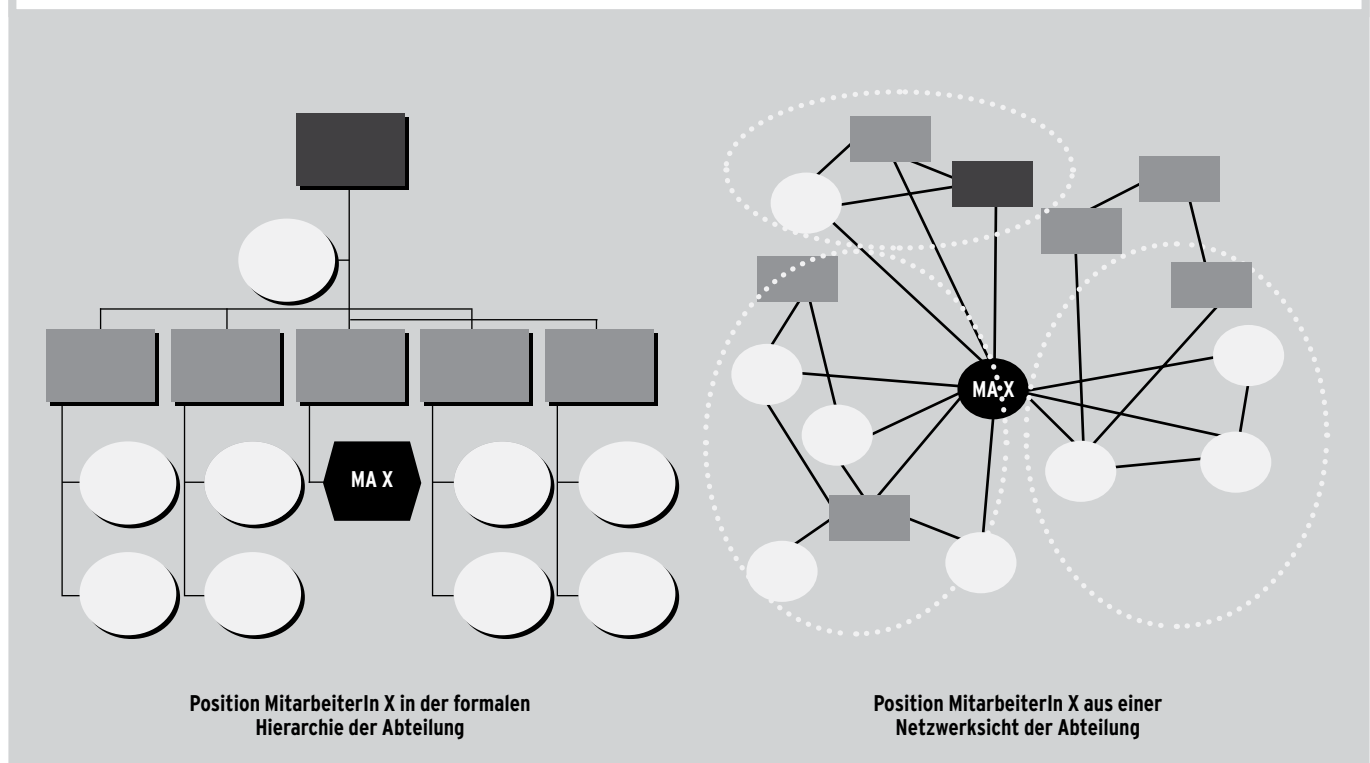 MA X
Position MitarbeiterIn X in der formalen
Hierarchie der Abteilung
MA X
Position MitarbeiterIn X aus einer
Netzwerksicht der Abteilung